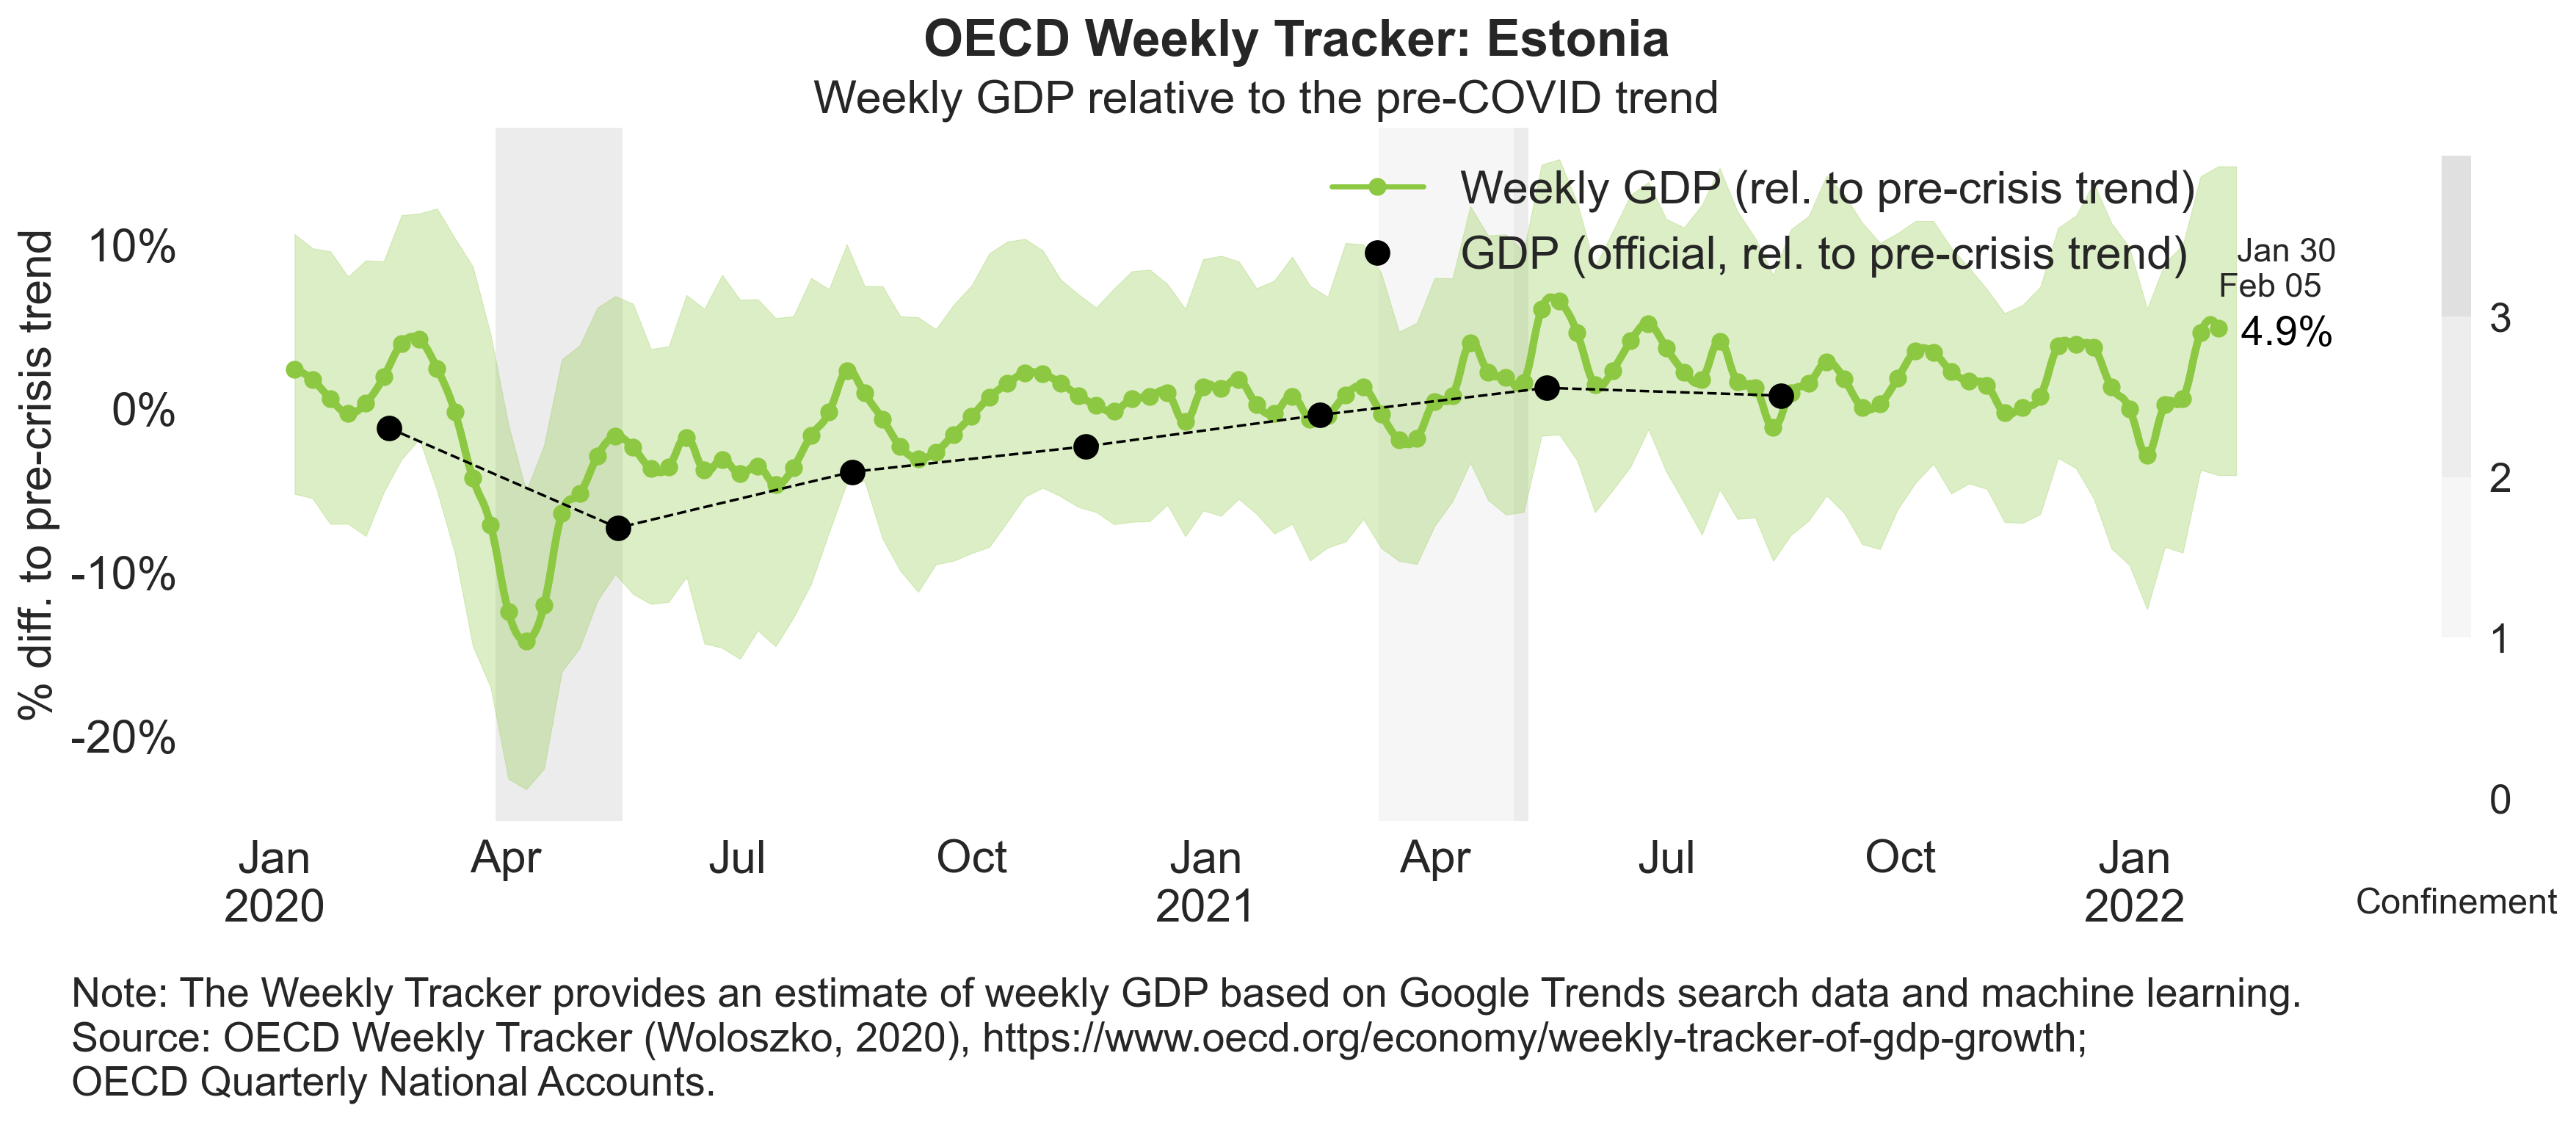 OECD Weekly Tracker: Estonia
Weekly GDP relative to the pre-COVID trend
% diff. to pre-crisis trend
10%
0%
-10%
-20%
Weekly GDP (rel. to pre-crisis trend)
GDP (official, rel. to pre-crisis trend)
Jan 30
Feb 05
4.9%
3
2
1
0
Jan Apr Jul Oct Jan Apr Jul Oct Jan
2020 2021 2022
Confinement
Note: The Weekly Tracker provides an estimate of weekly GDP based on Google Trends search data and machine learning.
Source: OECD Weekly Tracker (Woloszko, 2020), https://www.oecd.org/economy/weekly-tracker-of-gdp-growth;
OECD Quarterly National Accounts.